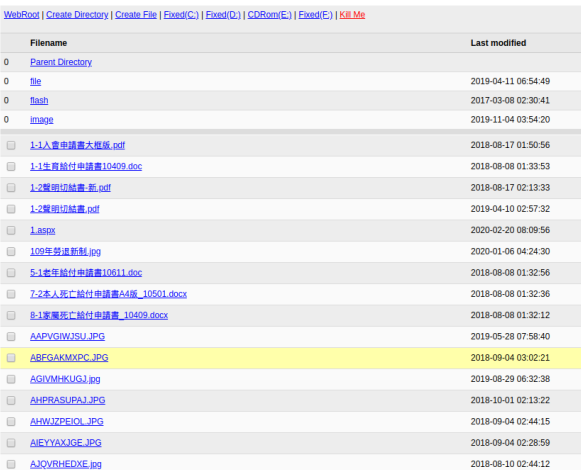 WebRoot | Create Directory | Create File | Fixed(C:) | Fixed(D:) | CDRom(E:) | Fixed(F:) | Kill Me
Filename Last modified
0 Parent Directory
0 file 2019-04-11 06:54:49
0 flash 2017-03-08 02:30:41
0 image 2019-11-04 03:54:20
1-1入會申請書大框版.pdf 2018-08-17 01:50:56
1-1生育給付申請書10409.doc 2018-08-08 01:33:53
1-2聲明切結書-新.pdf 2018-08-17 02:13:33
1-2聲明切結書.pdf 2019-04-10 02:57:32
1.aspx 2020-02-20 08:09:56
109年勞退新制.jpg 2020-01-06 04:24:30
5-1老年給付申請書10611.doc 2018-08-08 01:32:56
7-2本人死亡給付申請書A4版_10501.docx 2018-08-08 01:32:36
8-1家屬死亡給付申請書_10409.docx 2018-08-08 01:32:12
AAPVGIWJSU.JPG 2019-05-28 07:58:40
ABFGAKMXPC.JPG 2018-09-04 03:02:21
AGIVMHKUGJ.jpg 2019-08-29 06:32:38
AHPRASUPAJ.JPG 2018-10-01 02:13:22
AHWJZPEIOL.JPG 2018-09-04 02:44:15
AIEYYAXJGE.JPG 2018-09-04 02:28:59
AJQVRHEDXE.jpg 2018-08-10 02:44:12